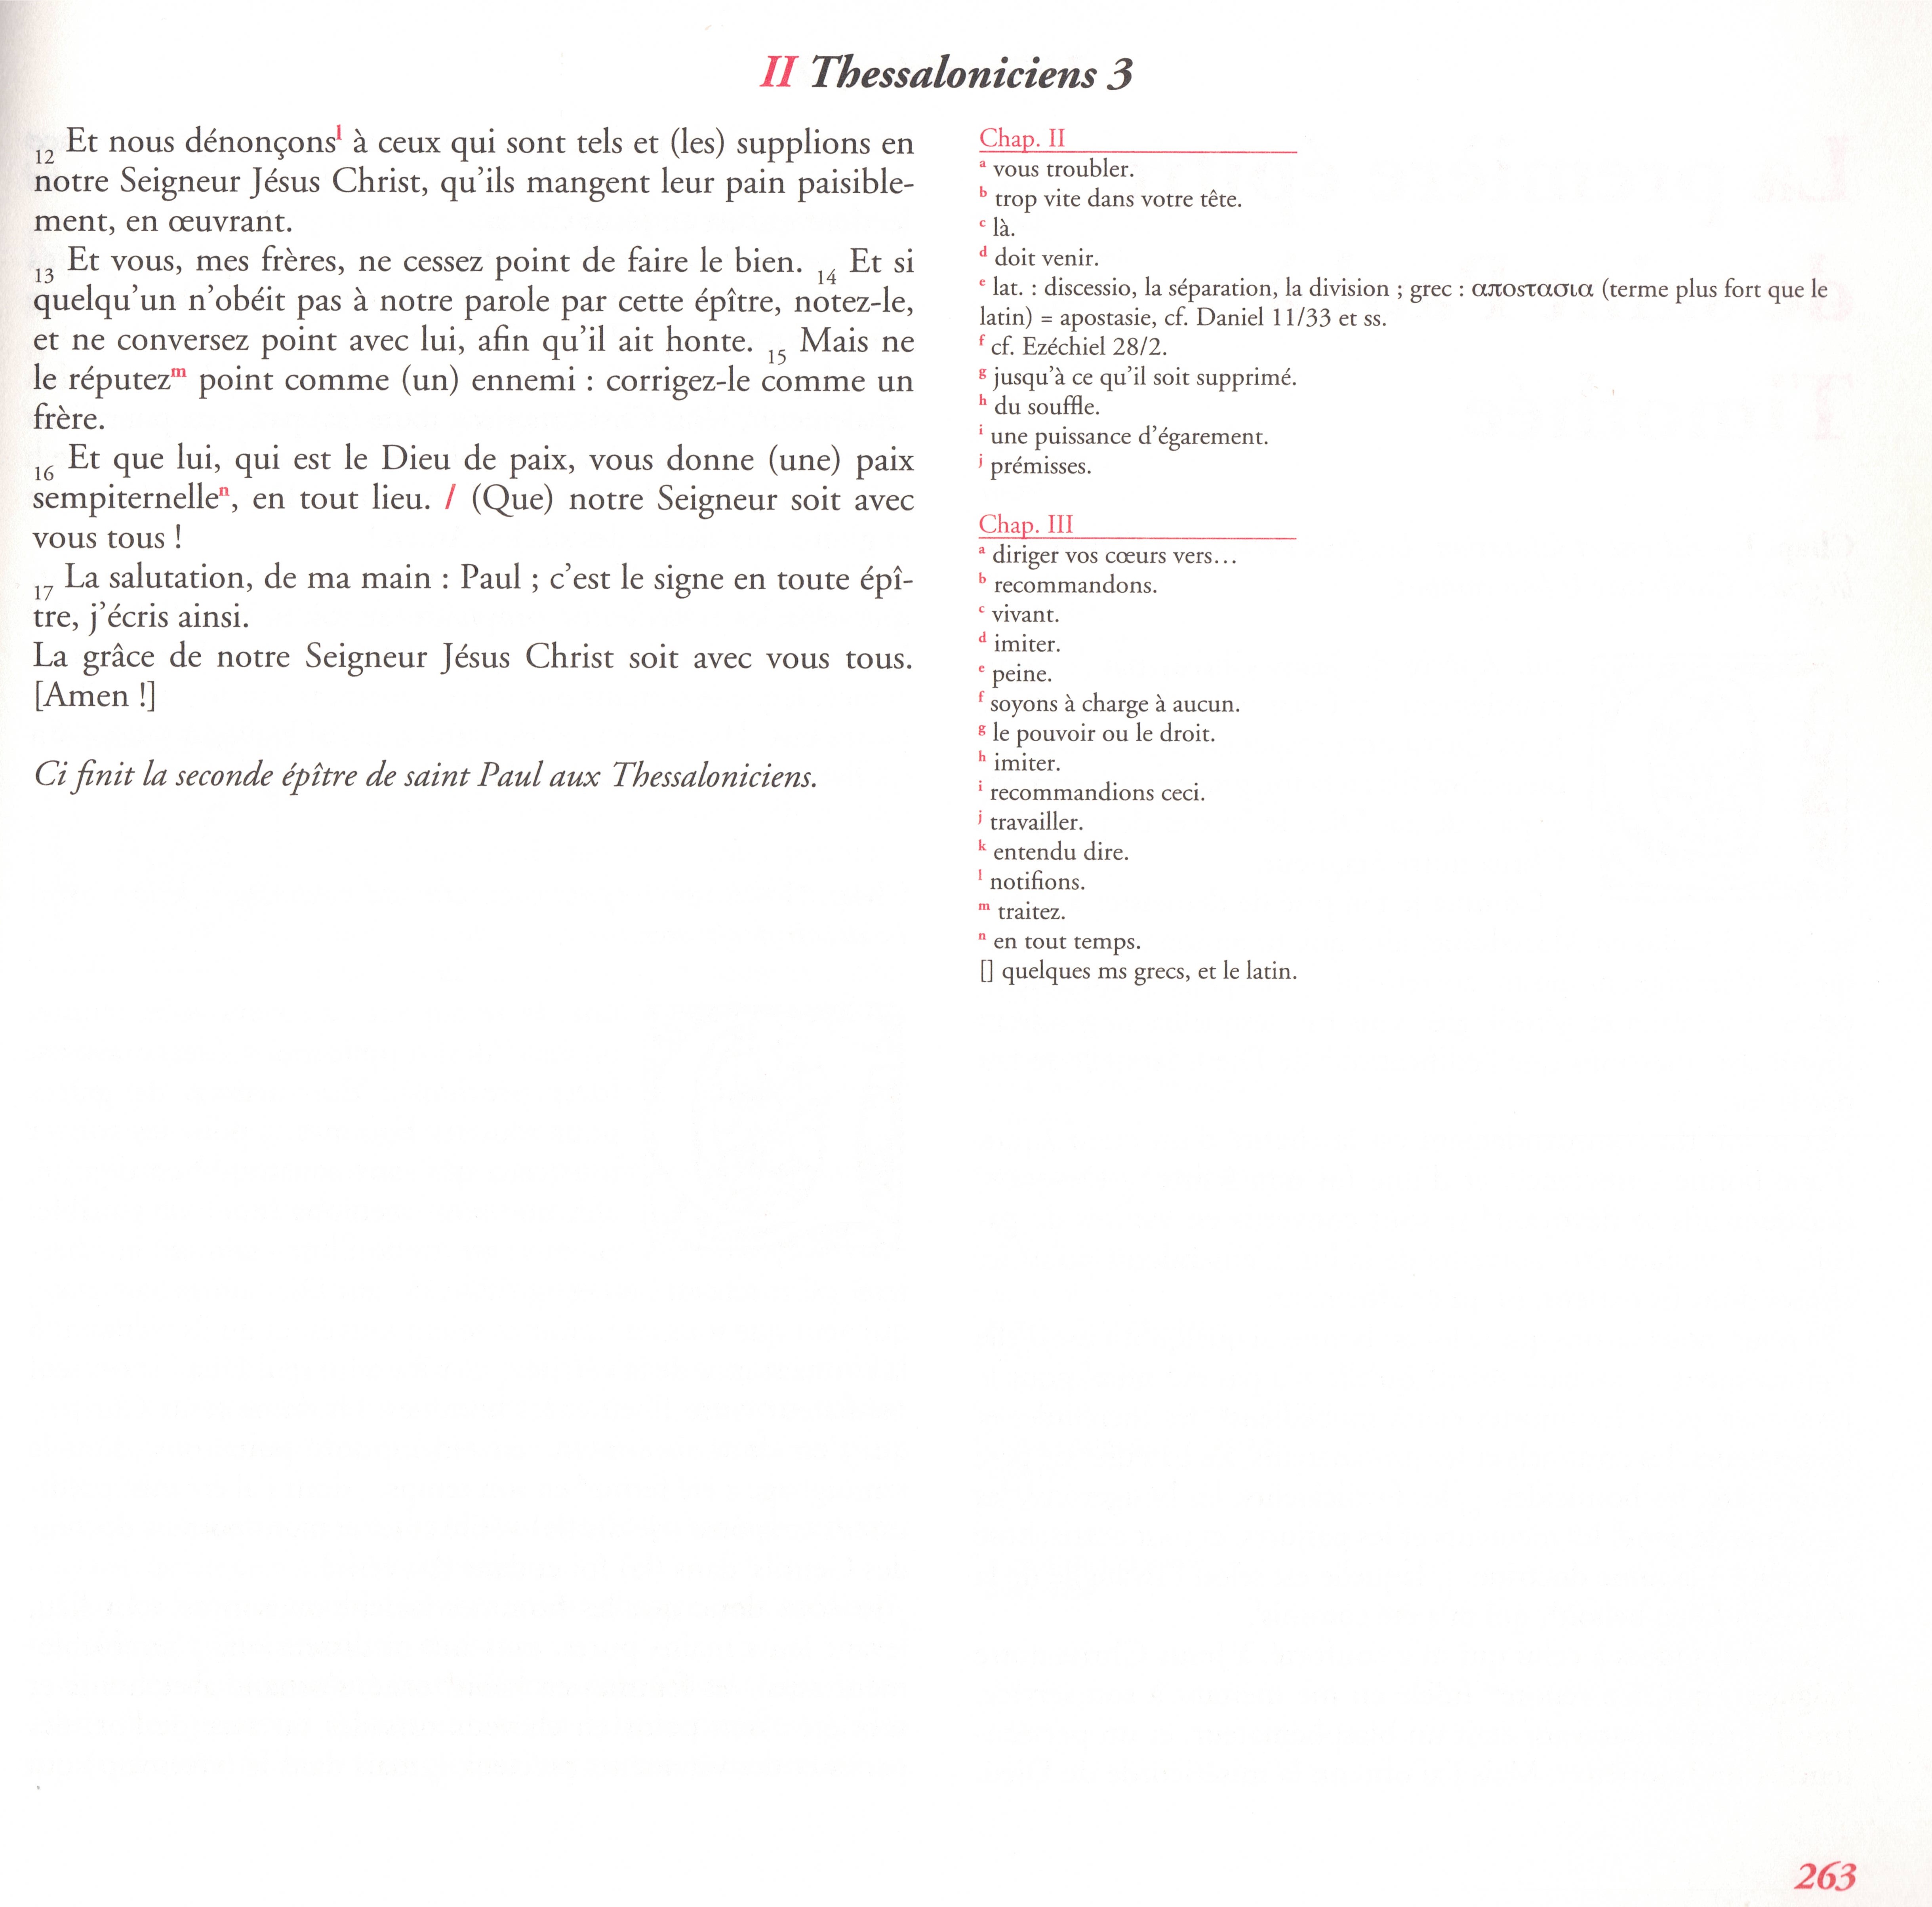 II Thessaloniciens 3
12 Et nous dénonçons^l à ceux qui sont tels et (les) supplions en
notre Seigneur Jésus Christ, qu’ils mangent leur pain paisible-
ment, en œuvrant.
13 Et vous, mes frères, ne cessez point de faire le bien. 14 Et si
quelqu’un n’obéit pas à notre parole par cette épître, notez-le,
et ne conversez point avec lui, afin qu’il ait honte. 15 Mais ne
le réputez^m point comme (un) ennemi : corrigez-le comme un
frère.
16 Et que lui, qui est le Dieu de paix, vous donne (une) paix
sempiternelle^n, en tout lieu. / (Que) notre Seigneur soit avec
vous tous !
17 La salutation, de ma main : Paul ; c’est le signe en toute épî-
tre, j’écris ainsi.
La grâce de notre Seigneur Jésus Christ soit avec vous tous.
[Amen !]
Ci finit la seconde épître de saint Paul aux Thessaloniciens.
Chap. II
a vous troubler.
b trop vite dans votre tête.
c là.
d doit venir.
e lat. : discessio, la séparation, la division ; grec : αποστασια (terme plus fort que le
latin) = apostasie, cf. Daniel 11/33 et ss.
f cf. Ezéchiel 28/2.
g jusqu’à ce qu’il soit supprimé.
h du souffle.
i une puissance d’égarement.
j prémisses.
Chap. III
a diriger vos cœurs vers…
b recommandons.
c vivant.
d imiter.
e peine.
f soyons à charge à aucun.
g le pouvoir ou le droit.
h imiter.
i recommandions ceci.
j travailler.
k entendu dire.
l notifions.
m traitez.
n en tout temps.
[] quelques ms grecs, et le latin.
263